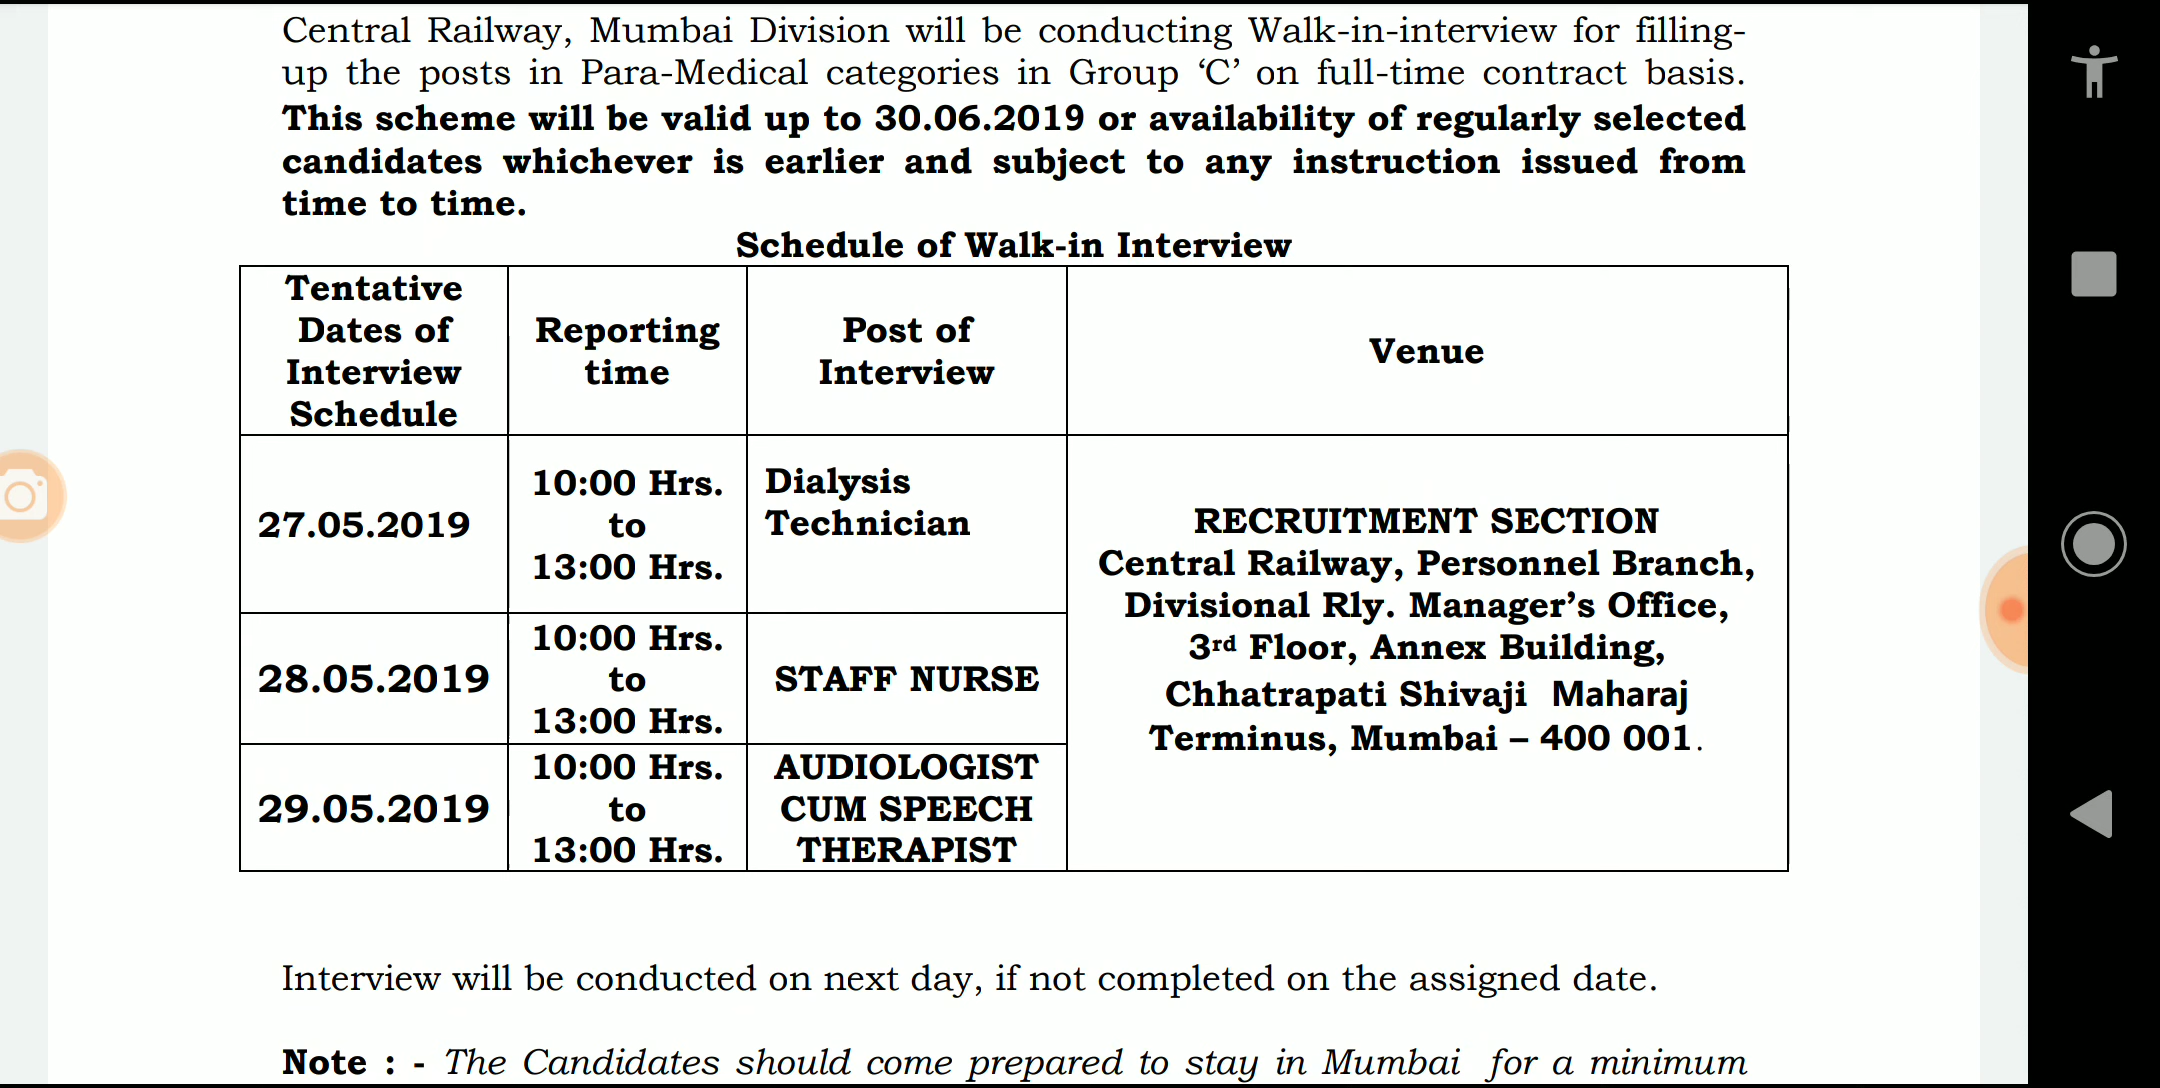 Central Railway, Mumbai Division will be conducting Walk-in-interview for filling-
up the posts in Para-Medical categories in Group ‘C’ on full-time contract basis.
This scheme will be valid up to 30.06.2019 or availability of regularly selected
candidates whichever is earlier and subject to any instruction issued from
time to time.
Schedule of Walk-in Interview
Tentative
Dates of
Interview
Schedule
Reporting
time
Post of
Interview
Venue
27.05.2019
10:00 Hrs.
to
13:00 Hrs.
Dialysis
Technician
28.05.2019
10:00 Hrs.
to
13:00 Hrs.
STAFF NURSE
29.05.2019
10:00 Hrs.
to
13:00 Hrs.
AUDIOLOGIST
CUM SPEECH
THERAPIST
RECRUITMENT SECTION
Central Railway, Personnel Branch,
Divisional Rly. Manager’s Office,
3rd Floor, Annex Building,
Chhatrapati Shivaji Maharaj
Terminus, Mumbai – 400 001.
Interview will be conducted on next day, if not completed on the assigned date.
Note : - The Candidates should come prepared to stay in Mumbai for a minimum